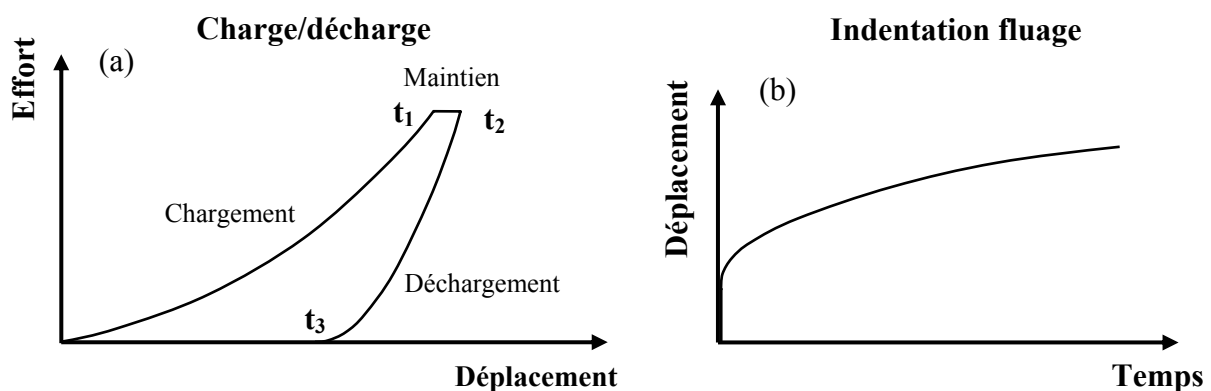 Charge/décharge
(a)
Effort
Maintien
t1
t2
Chargement
Déchargement
t3
Déplacement
Indentation fluage
(b)
Déplacement
Temps